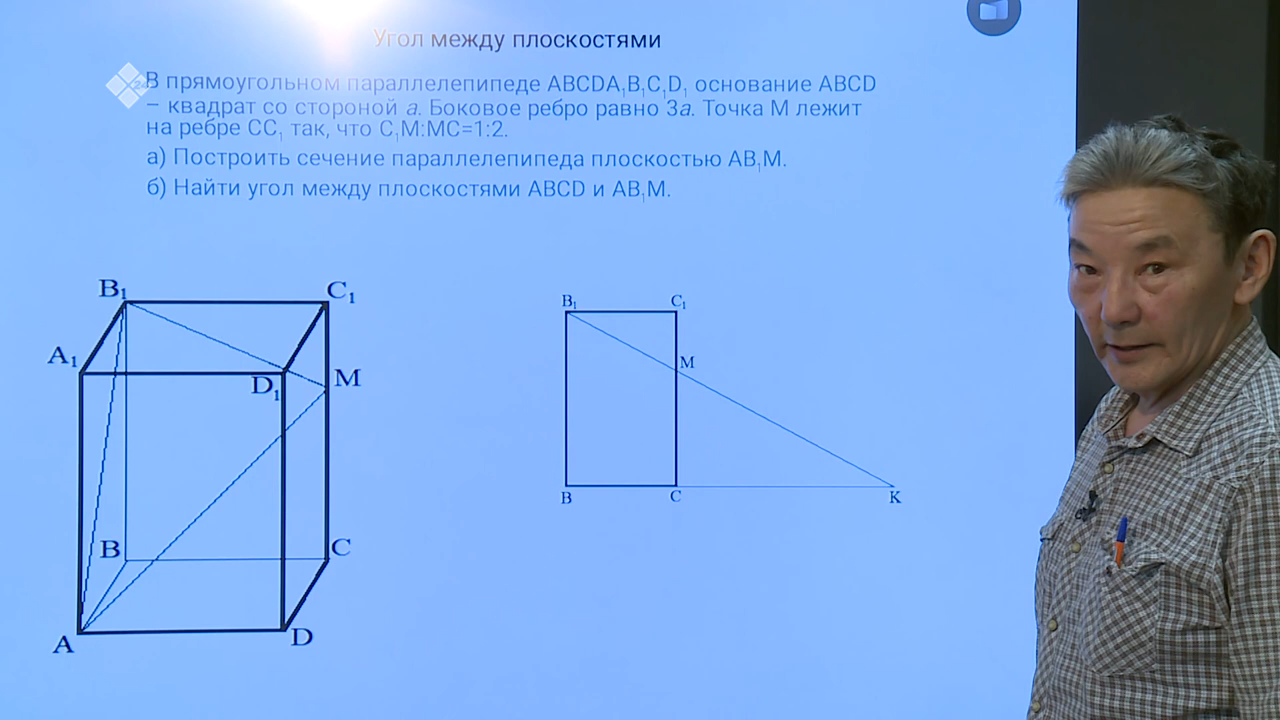 Угол между плоскостями
x24
В прямоугольном параллелепипеде ABCDA₁B₁C₁D₁ основание ABCD
– квадрат со стороной a. Боковое ребро равно 3a. Точка M лежит
на ребре CC₁ так, что C₁M:MC=1:2.
а) Построить сечение параллелепипеда плоскостью AB₁M.
б) Найти угол между плоскостями ABCD и AB₁M.
B₁
C₁
A₁
D₁
M
B
C
A
D
B₁
C₁
M
B
C
K